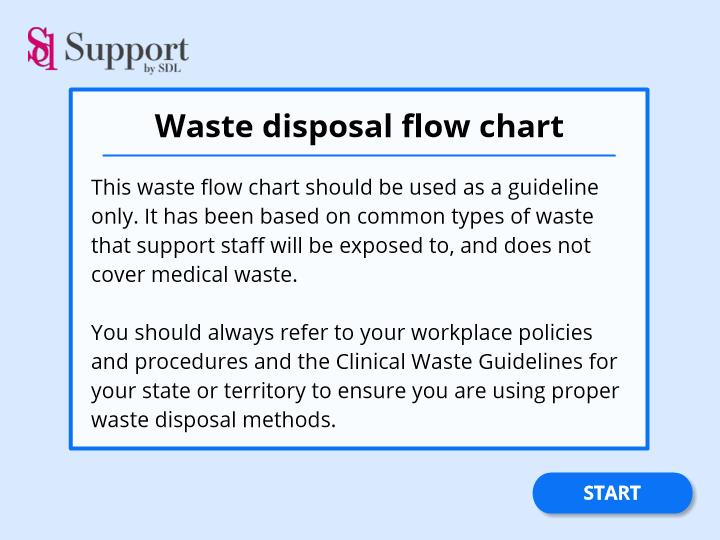 Sdl Support
by SDL
Waste disposal flow chart
This waste flow chart should be used as a guideline
only. It has been based on common types of waste
that support staff will be exposed to, and does not
cover medical waste.
You should always refer to your workplace policies
and procedures and the Clinical Waste Guidelines for
your state or territory to ensure you are using proper
waste disposal methods.
START